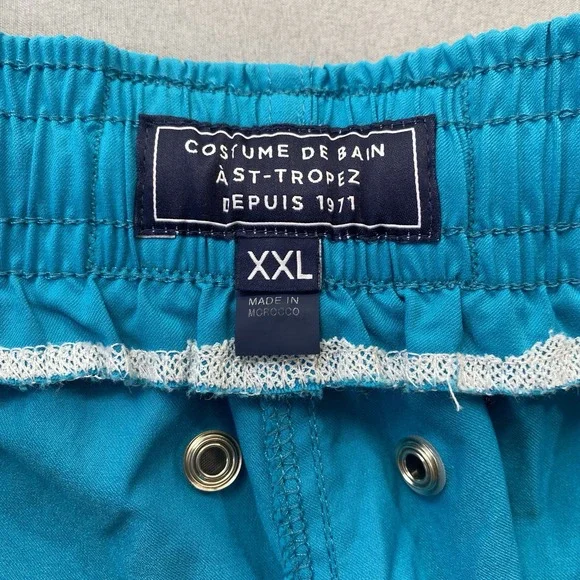 COSTUME DE BAIN
À ST-TROPEZ
DEPUIS 1971
XXL
MADE IN
MOROCCO